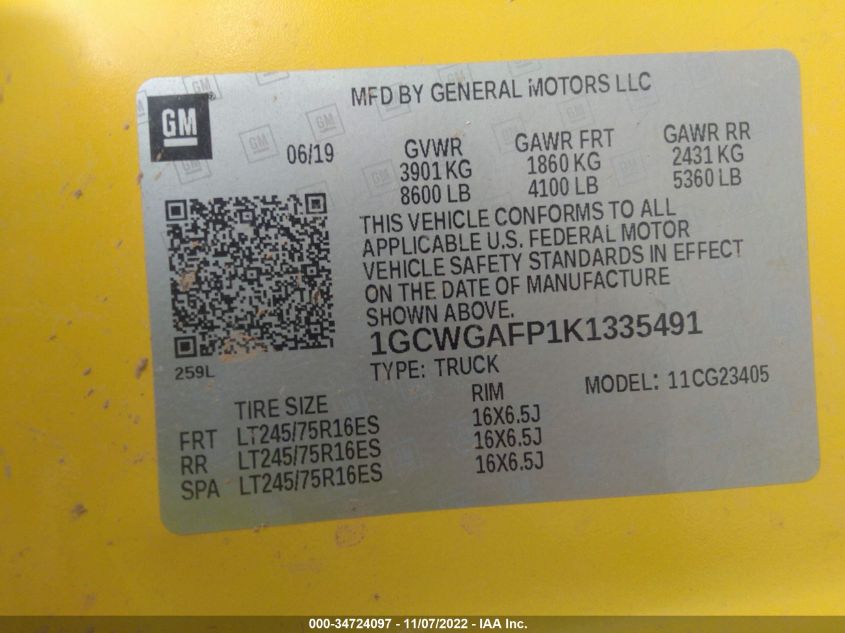 MFD BY GENERAL MOTORS LLC
GM
06/19
GVWR GAWR FRT GAWR RR
3901 KG 1860 KG 2431 KG
8600 LB 4100 LB 5360 LB
THIS VEHICLE CONFORMS TO ALL
APPLICABLE U.S. FEDERAL MOTOR
VEHICLE SAFETY STANDARDS IN EFFECT
ON THE DATE OF MANUFACTURE
SHOWN ABOVE.
1GCWGAFP1K1335491
259L
TYPE: TRUCK MODEL: 11CG23405
TIRE SIZE RIM
FRT LT245/75R16ES 16X6.5J
RR LT245/75R16ES 16X6.5J
SPA LT245/75R16ES 16X6.5J
000-34724097 - 11/07/2022 - IAA Inc.